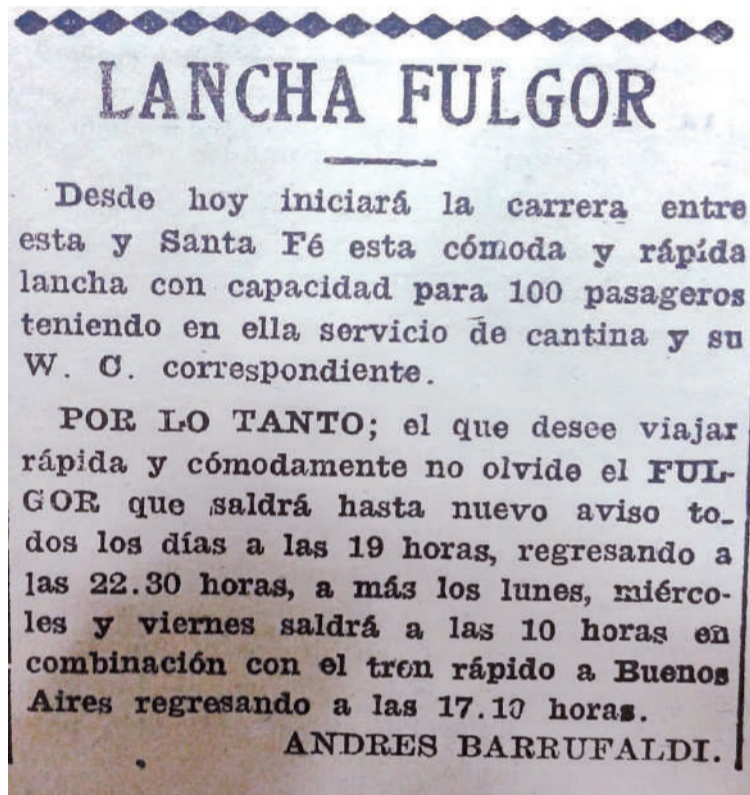 LANCHA FULGOR
Desde hoy iniciará la carrera entre
esta y Santa Fé esta cómoda y rápida
lancha con capacidad para 100 pasageros
teniendo en ella servicio de cantina y su
W. C. correspondiente.
POR LO TANTO; el que desee viajar
rápida y cómodamente no olvide el FUL-
GOR que saldrá hasta nuevo aviso to-
dos los días a las 19 horas, regresando a
las 22.30 horas, a más los lunes, miérco-
les y viernes saldrá a las 10 horas en
combinación con el tren rápido a Buenos
Aires regresando a las 17.10 horas.
ANDRES BARRUFALDI.